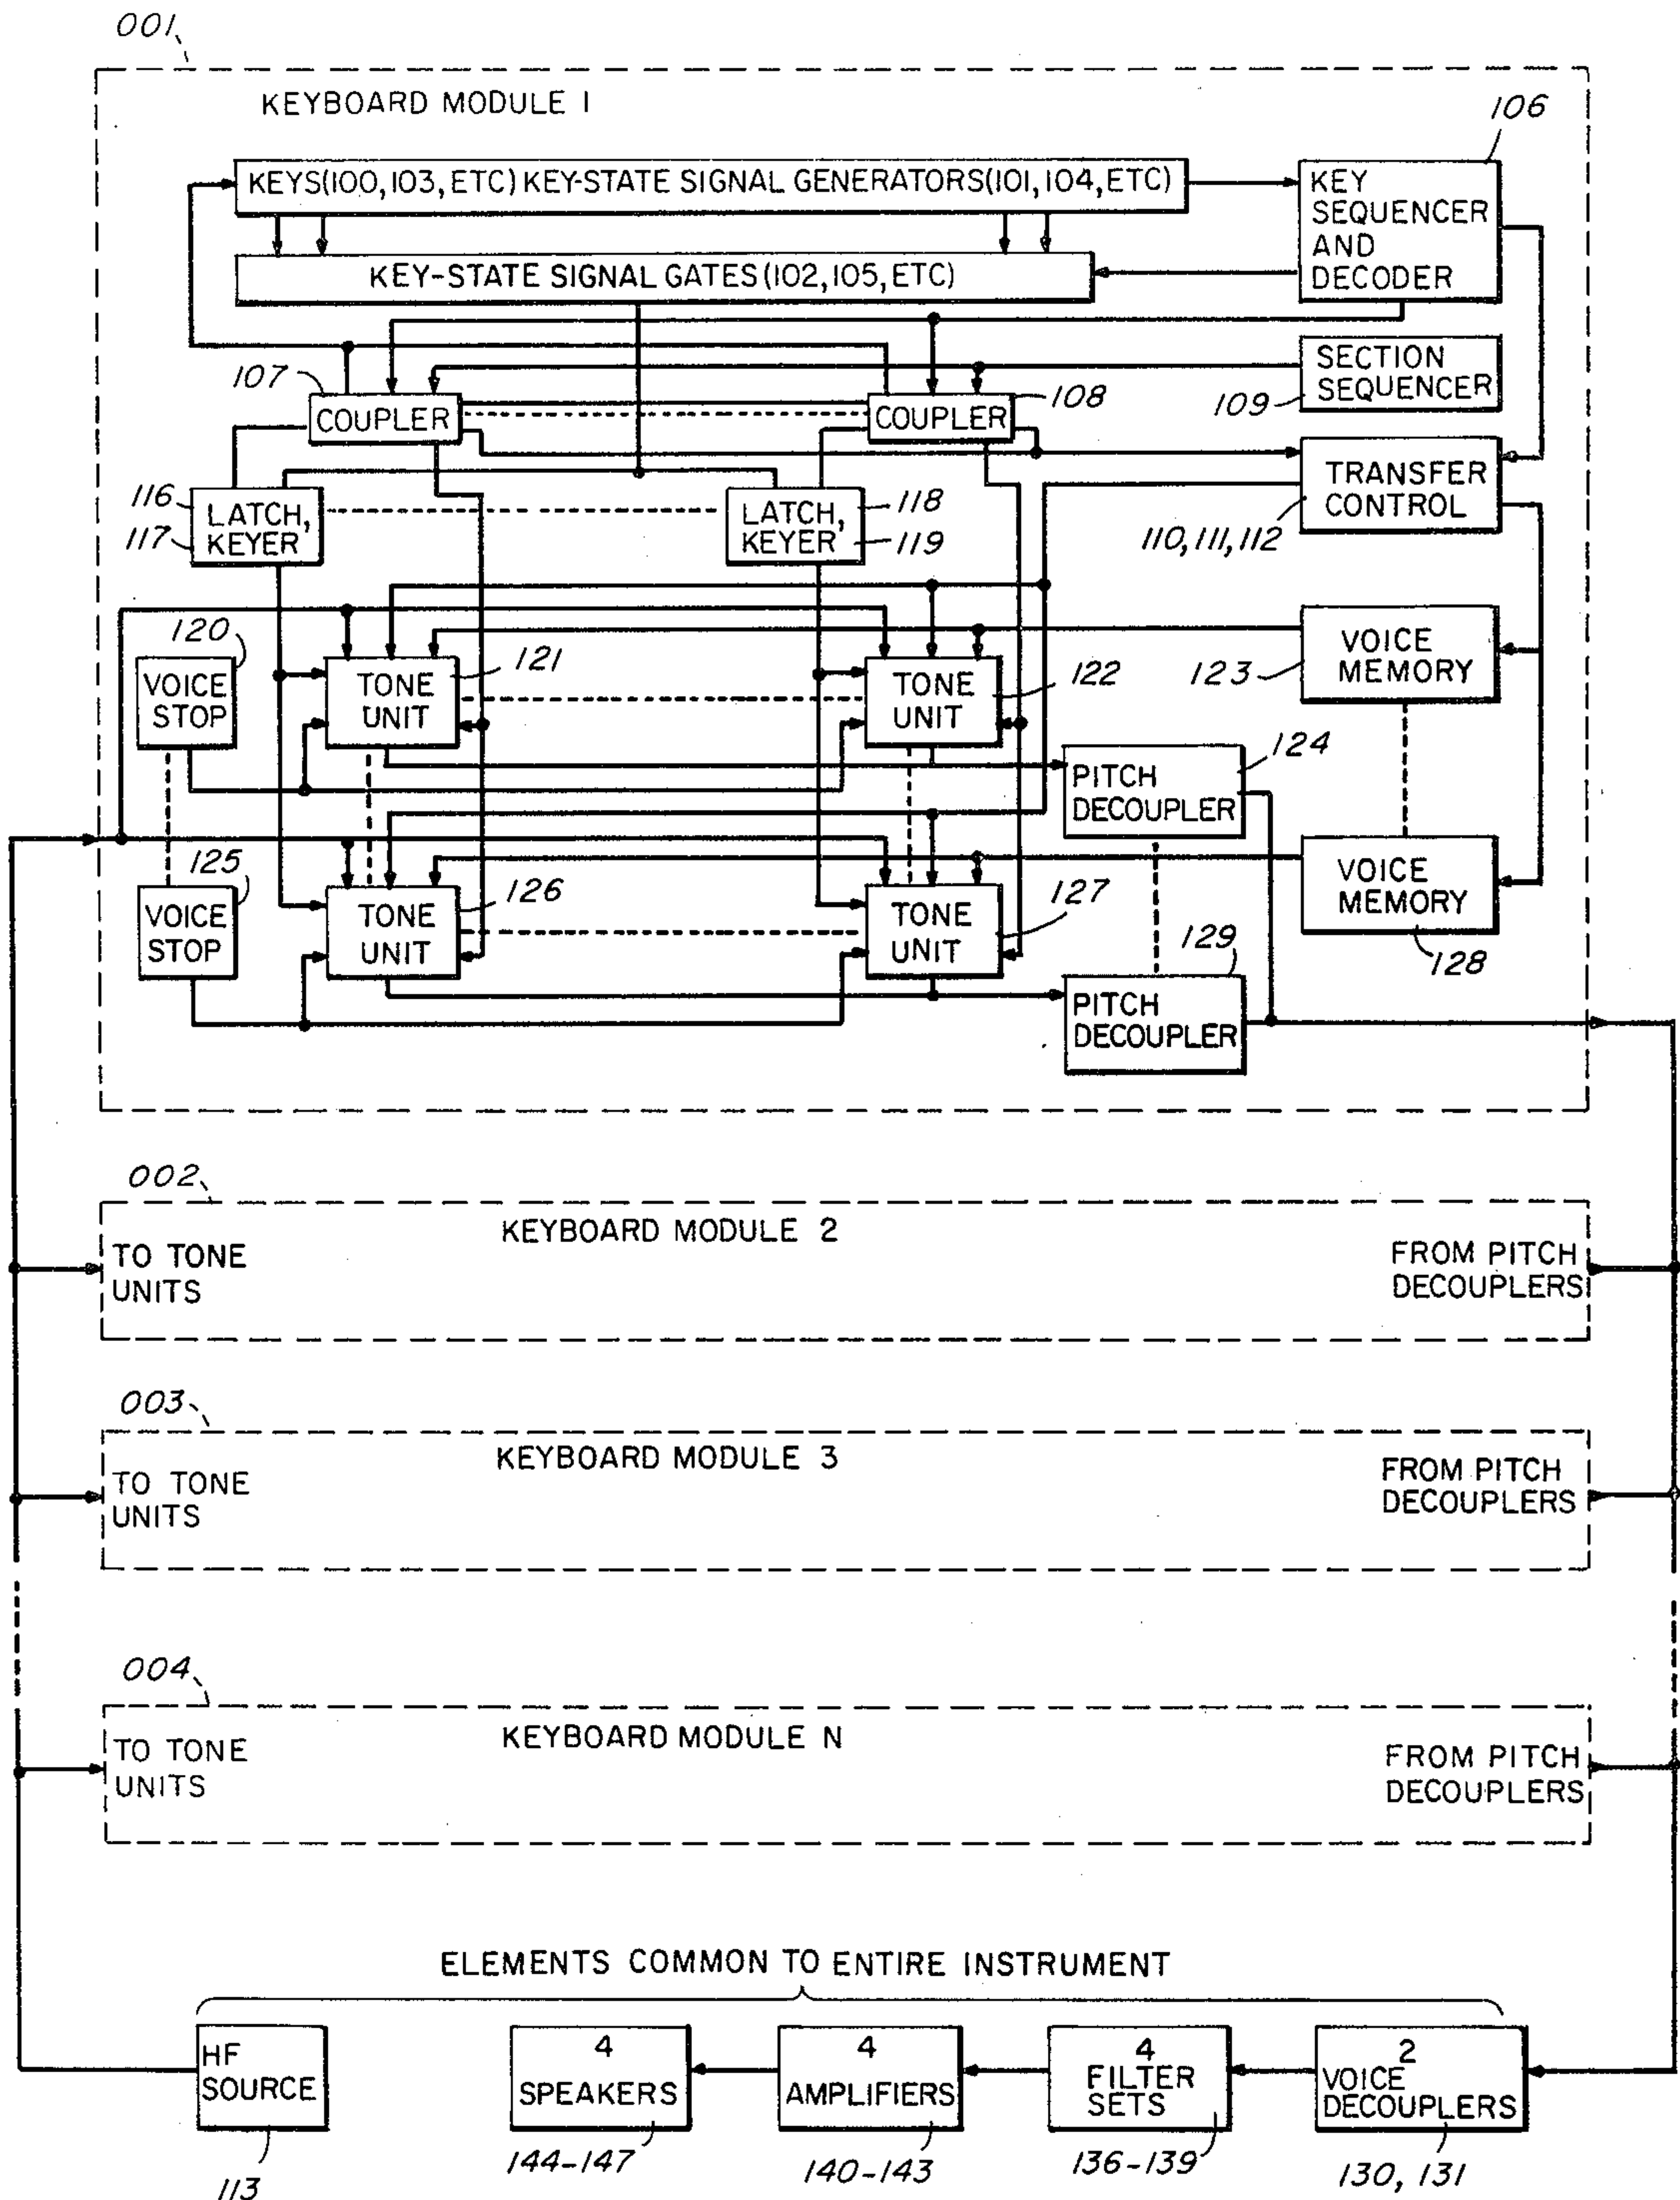 001
KEYBOARD MODULE 1
106
KEYS(100,103, ETC) KEY-STATE SIGNAL GENERATORS(101, 104, ETC)
KEY
SEQUENCER
AND
DECODER
KEY-STATE SIGNAL GATES(102,105, ETC)
SECTION
SEQUENCER
109
107
COUPLER
COUPLER
108
TRANSFER
CONTROL
110, 111, 112
116
117
LATCH,
KEYER
LATCH,
KEYER
118
119
120
VOICE
STOP
TONE
UNIT
121
TONE
UNIT
122
123
VOICE
MEMORY
PITCH
DECOUPLER
124
125
VOICE
STOP
TONE
UNIT
126
TONE
UNIT
127
VOICE
MEMORY
128
129
PITCH
DECOUPLER
002
KEYBOARD MODULE 2
TO TONE
UNITS
FROM PITCH
DECOUPLERS
003
KEYBOARD MODULE 3
TO TONE
UNITS
FROM PITCH
DECOUPLERS
004
KEYBOARD MODULE N
TO TONE
UNITS
FROM PITCH
DECOUPLERS
ELEMENTS COMMON TO ENTIRE INSTRUMENT
HF
SOURCE
4
SPEAKERS
4
AMPLIFIERS
4
FILTER
SETS
2
VOICE
DECOUPLERS
113
144-147
140-143
136-139
130, 131